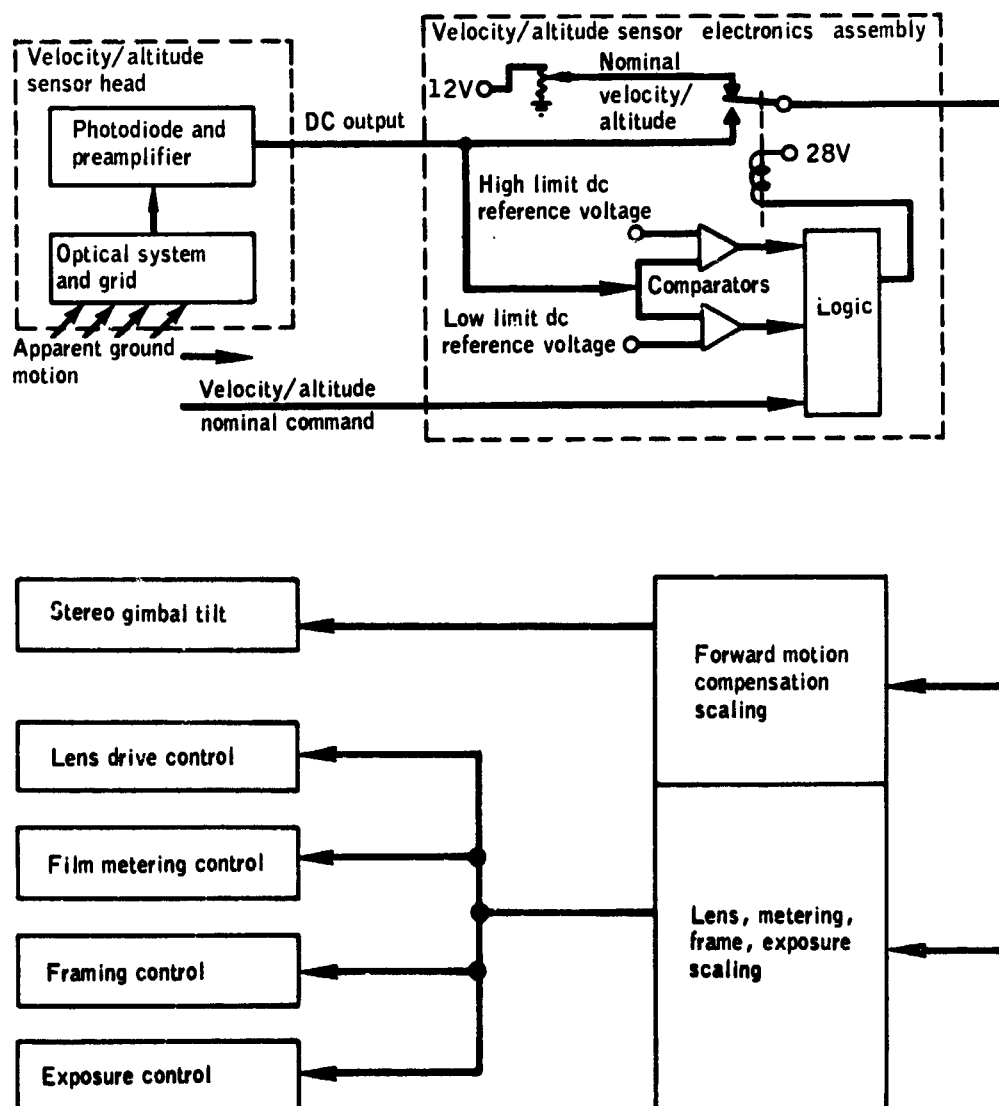 Velocity/altitude sensor electronics assembly
Velocity/altitude
sensor head
Nominal
velocity/
altitude
12V
Photodiode and
preamplifier
DC output
28V
High limit dc
reference voltage
Optical system
and grid
Comparators
Logic
Low limit dc
reference voltage
Apparent ground
motion
Velocity/altitude
nominal command
Stereo gimbal tilt
Forward motion
compensation
scaling
Lens drive control
Film metering control
Lens, metering,
frame, exposure
scaling
Framing control
Exposure control